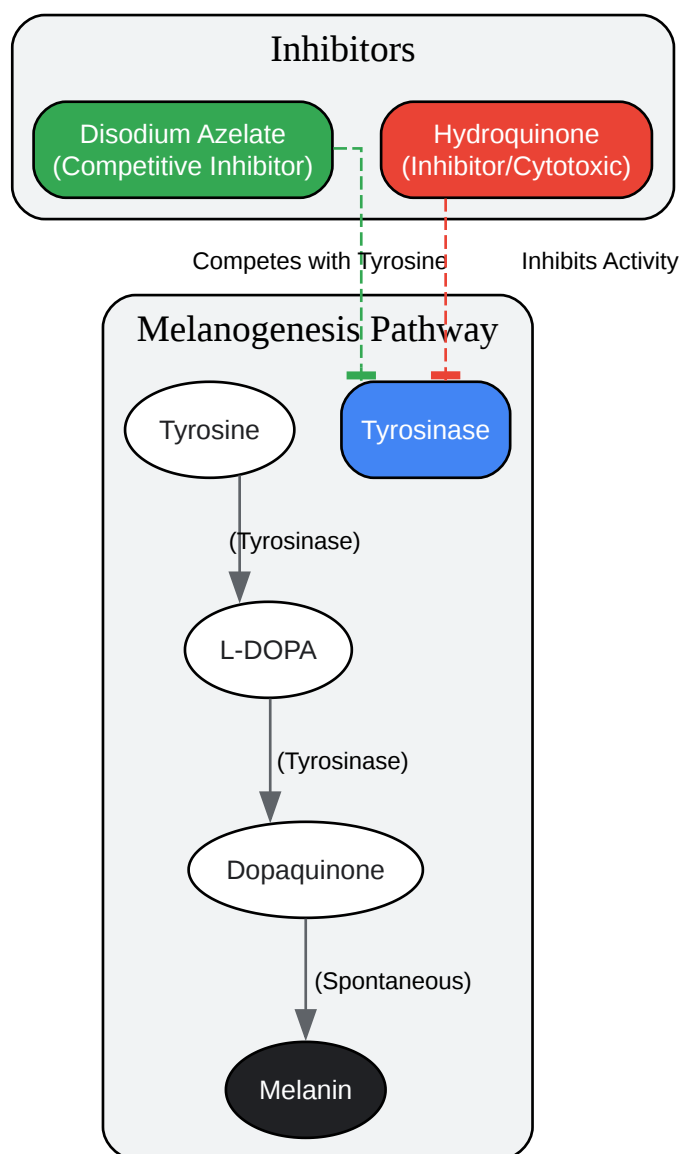 Inhibitors
Disodium Azelate
(Competitive Inhibitor)
Hydroquinone
(Inhibitor/Cytotoxic)
Competes with Tyrosine
Inhibits Activity
Melanogenesis Pathway
Tyrosine
Tyrosinase
(Tyrosinase)
L-DOPA
(Tyrosinase)
Dopaquinone
(Spontaneous)
Melanin